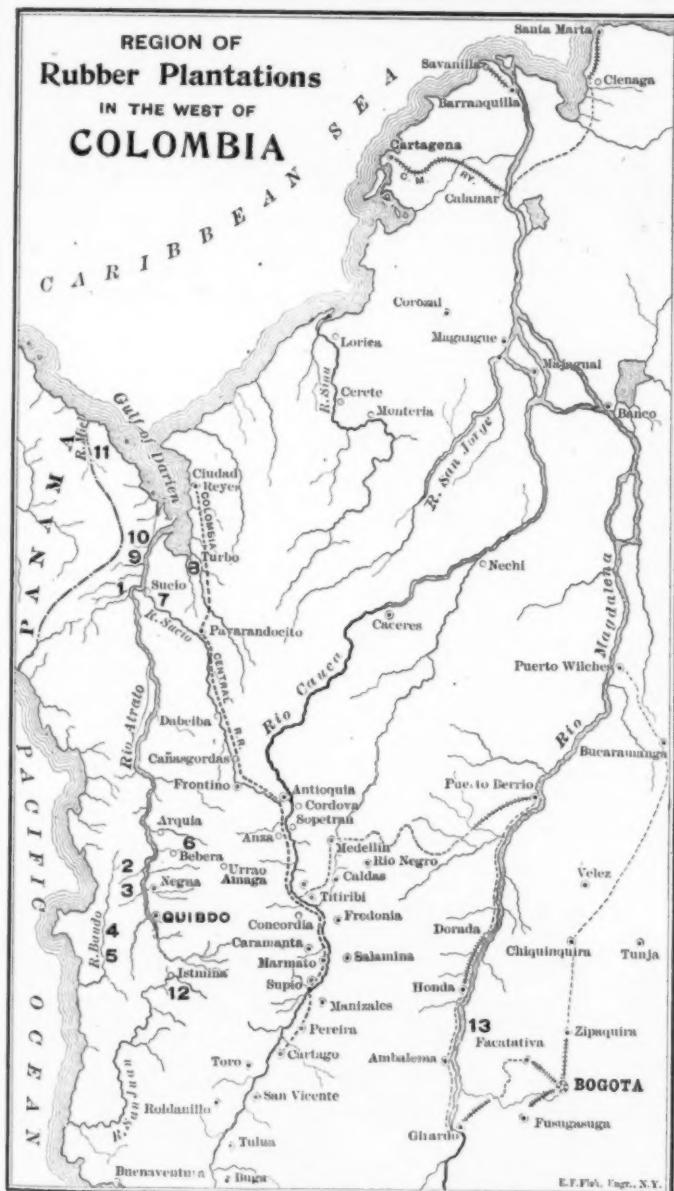 REGION OF
Rubber Plantations
IN THE WEST OF
COLOMBIA
CARIBBEAN SEA
Santa Marta
Cienaga
Savanilla
Barranquilla
Cartagena
C. M. RY.
Calamar
Corozal
Lorica
Magangue
Majagual
R. Sinu
Cerete
Monteria
Banco
R. San Jorge
Gulf of Darien
R. Miel
11
PANAMA
Ciudad
Reyes
COLOMBIA
CENTRAL
R.R.
10
9
Turbo
8
1
Sucio
7
R. Sucio
Nechi
Pavarandocito
Caceres
Rio Cauca
Magdalena
Rio
Puerto Wilches
Rio Atrato
Dabeiba
Cañasgordas
Bucaramanga
Frontino
Antioquia
Puerto Berrio
Cordova
Sopetran
PACIFIC OCEAN
Arquia
Anza
6
Bebera
Medellin
Rio Negro
2
Urrao
Amaga
Caldas
Velez
3
Negua
Titiribi
QUIBDO
Concordia
Fredonia
R. Baudo
4
5
Caramanta
Dorada
Chiquinquira
Tunja
Marmato
Salamina
Istmina
12
Supio
Honda
Manizales
13
Pereira
Facatativa
Zipaquira
Cartago
Ambalema
Toro
BOGOTA
San Vicente
Roldanillo
R. San Juan
Girardo
Fusugasuga
Tulua
Buenaventura
Buga
E.F.Fisk, Engr., N.Y.